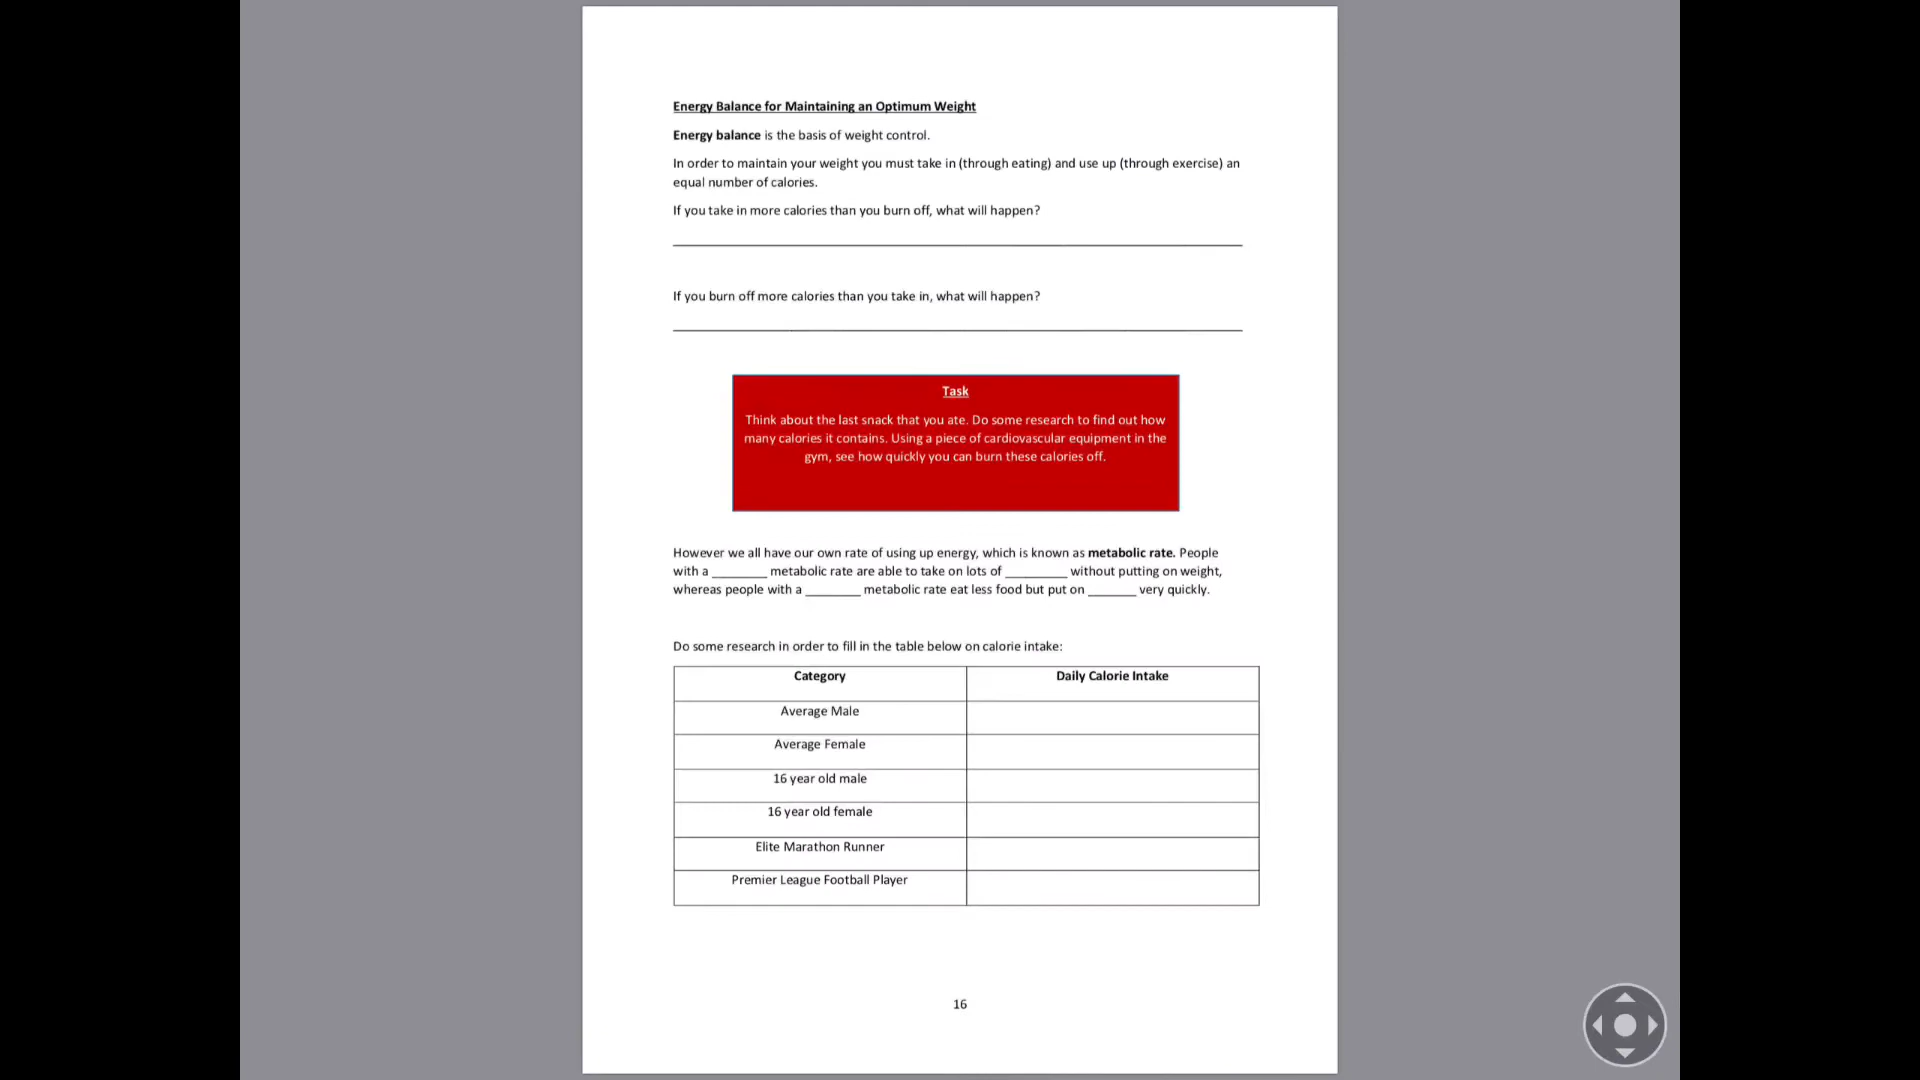 Energy Balance for Maintaining an Optimum Weight
Energy balance is the basis of weight control.
In order to maintain your weight you must take in (through eating) and use up (through exercise) an
equal number of calories.
If you take in more calories than you burn off, what will happen?
If you burn off more calories than you take in, what will happen?
Task
Think about the last snack that you ate. Do some research to find out how
many calories it contains. Using a piece of cardiovascular equipment in the
gym, see how quickly you can burn these calories off.
However we all have our own rate of using up energy, which is known as metabolic rate. People
with a ________ metabolic rate are able to take on lots of _________ without putting on weight,
whereas people with a ________ metabolic rate eat less food but put on _______ very quickly.
Do some research in order to fill in the table below on calorie intake:
Category Daily Calorie Intake
Average Male
Average Female
16 year old male
16 year old female
Elite Marathon Runner
Premier League Football Player
16